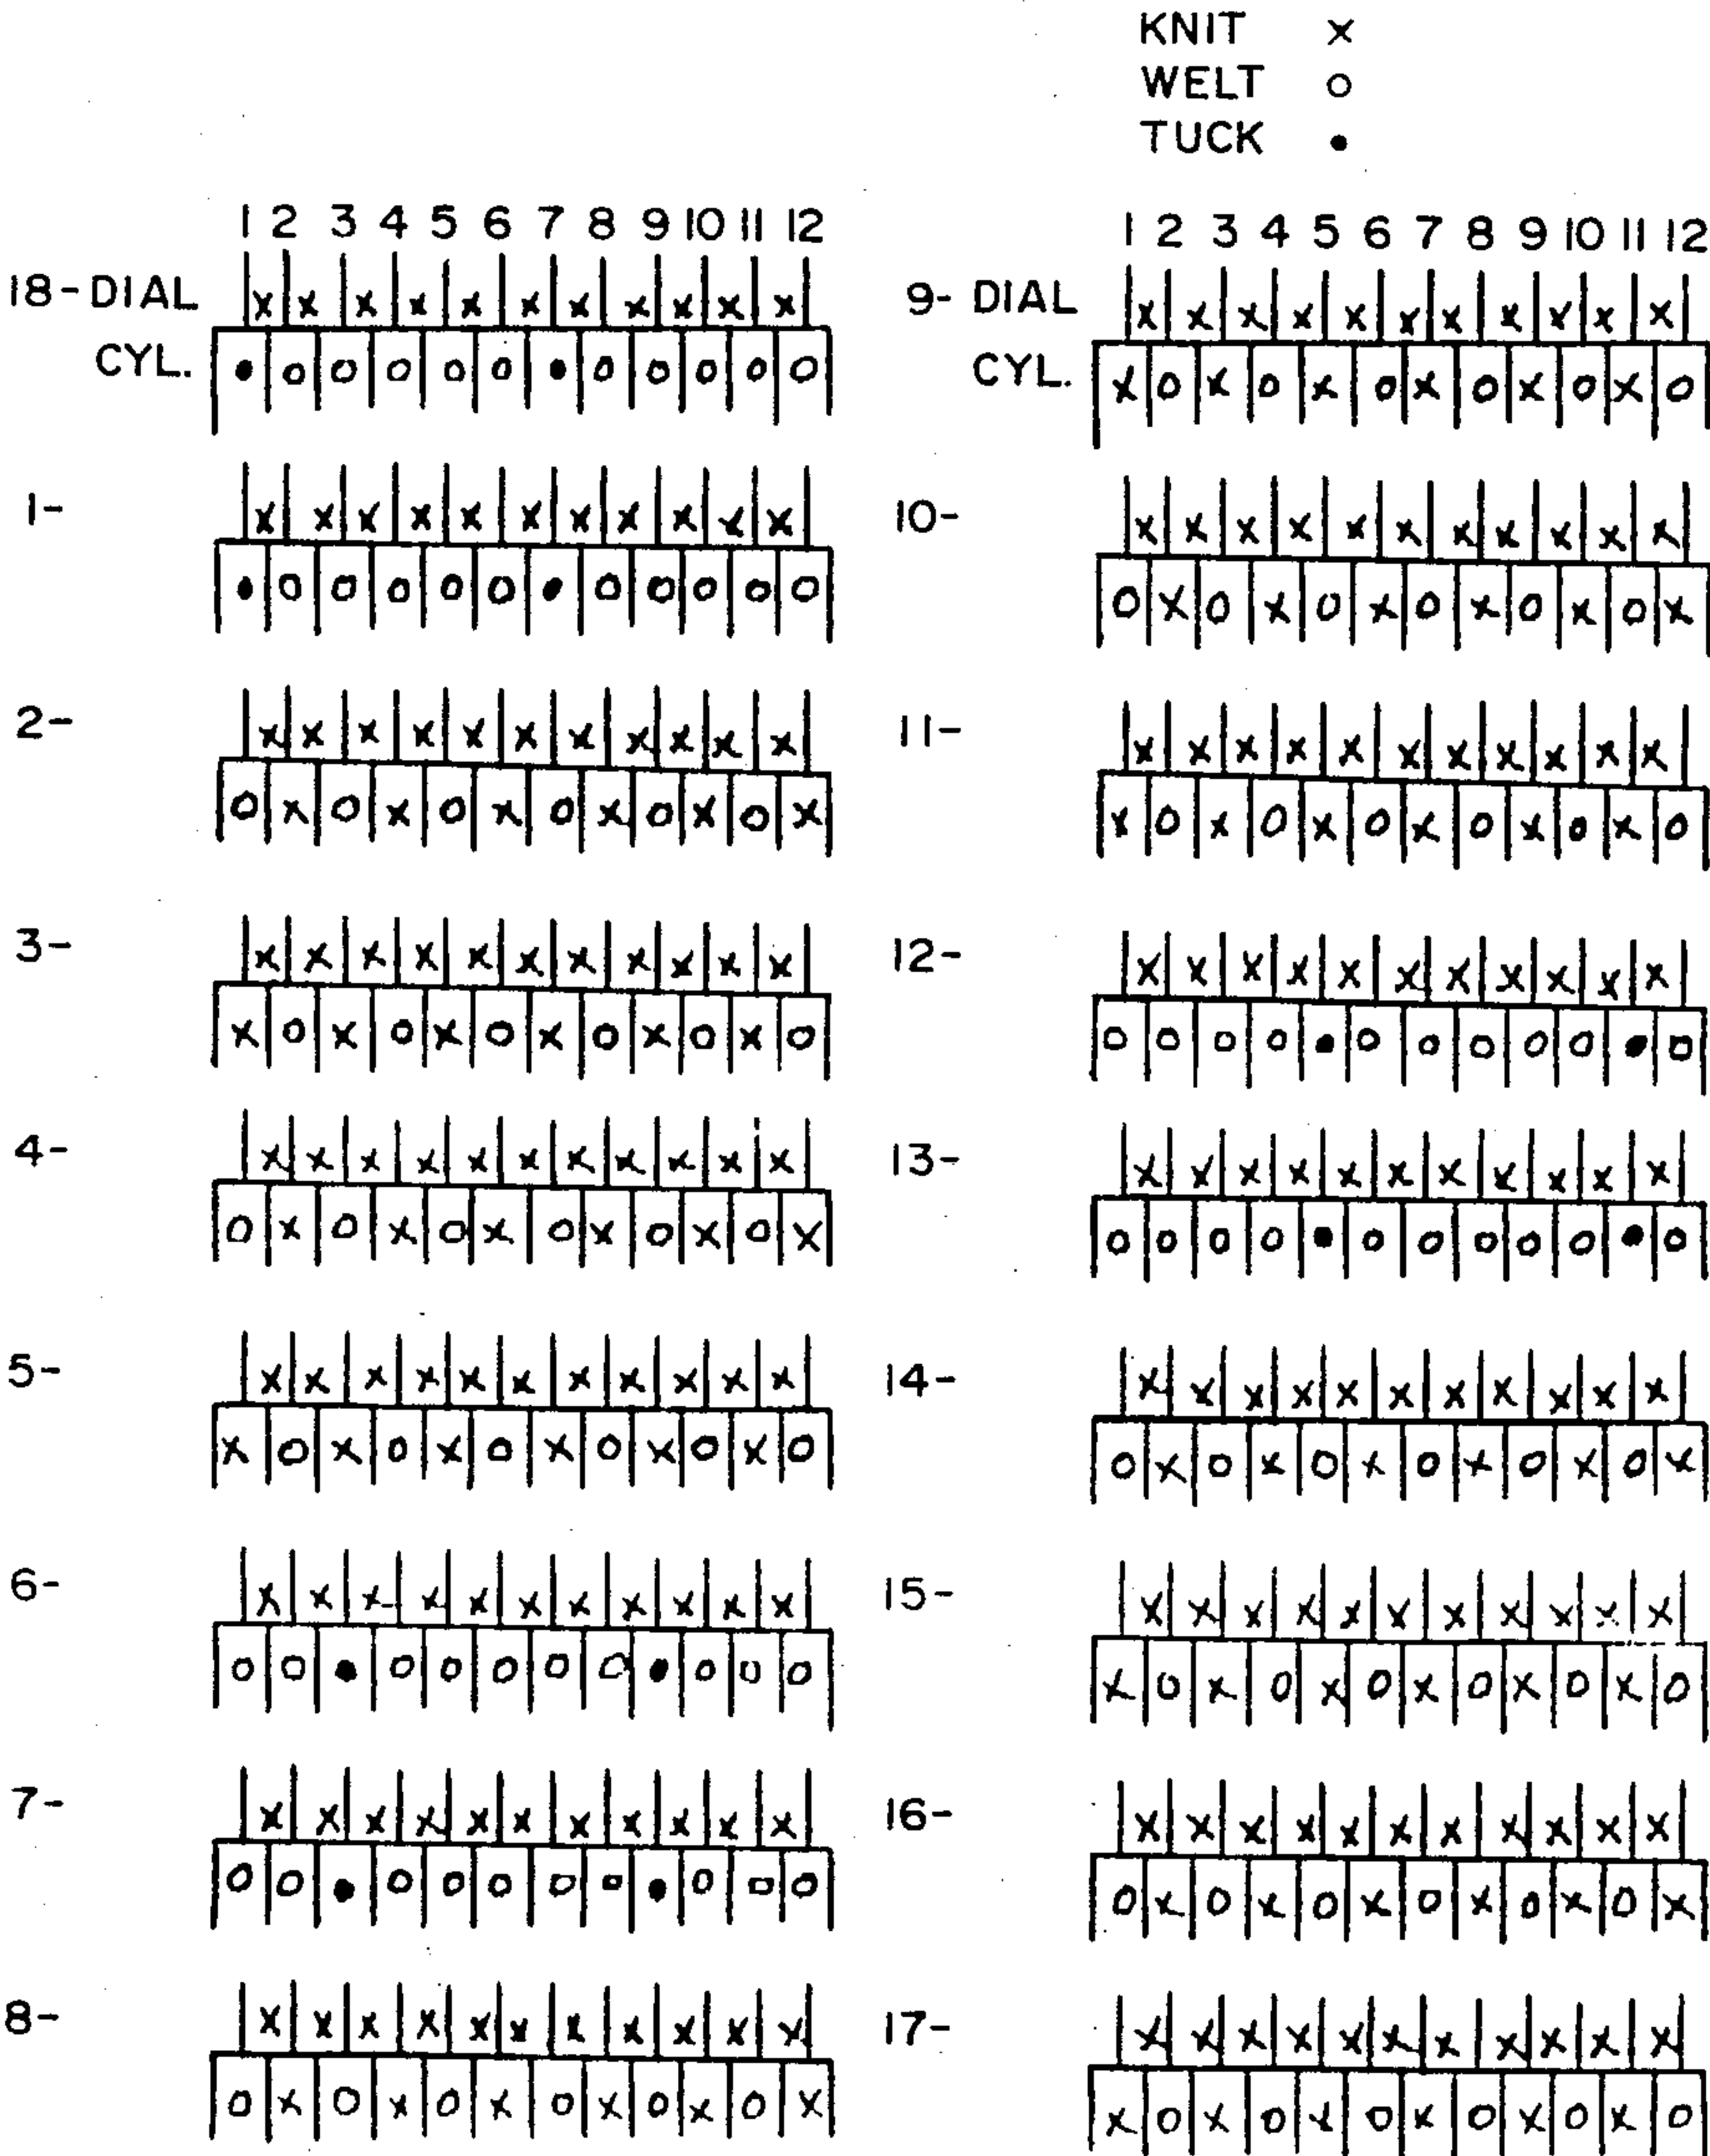 KNIT x
WELT o
TUCK •
1 2 3 4 5 6 7 8 9 10 11 12
18- DIAL
CYL.
1-
2-
3-
4-
5-
6-
7-
8-
1 2 3 4 5 6 7 8 9 10 11 12
9- DIAL
CYL.
10-
11-
12-
13-
14-
15-
16-
17-